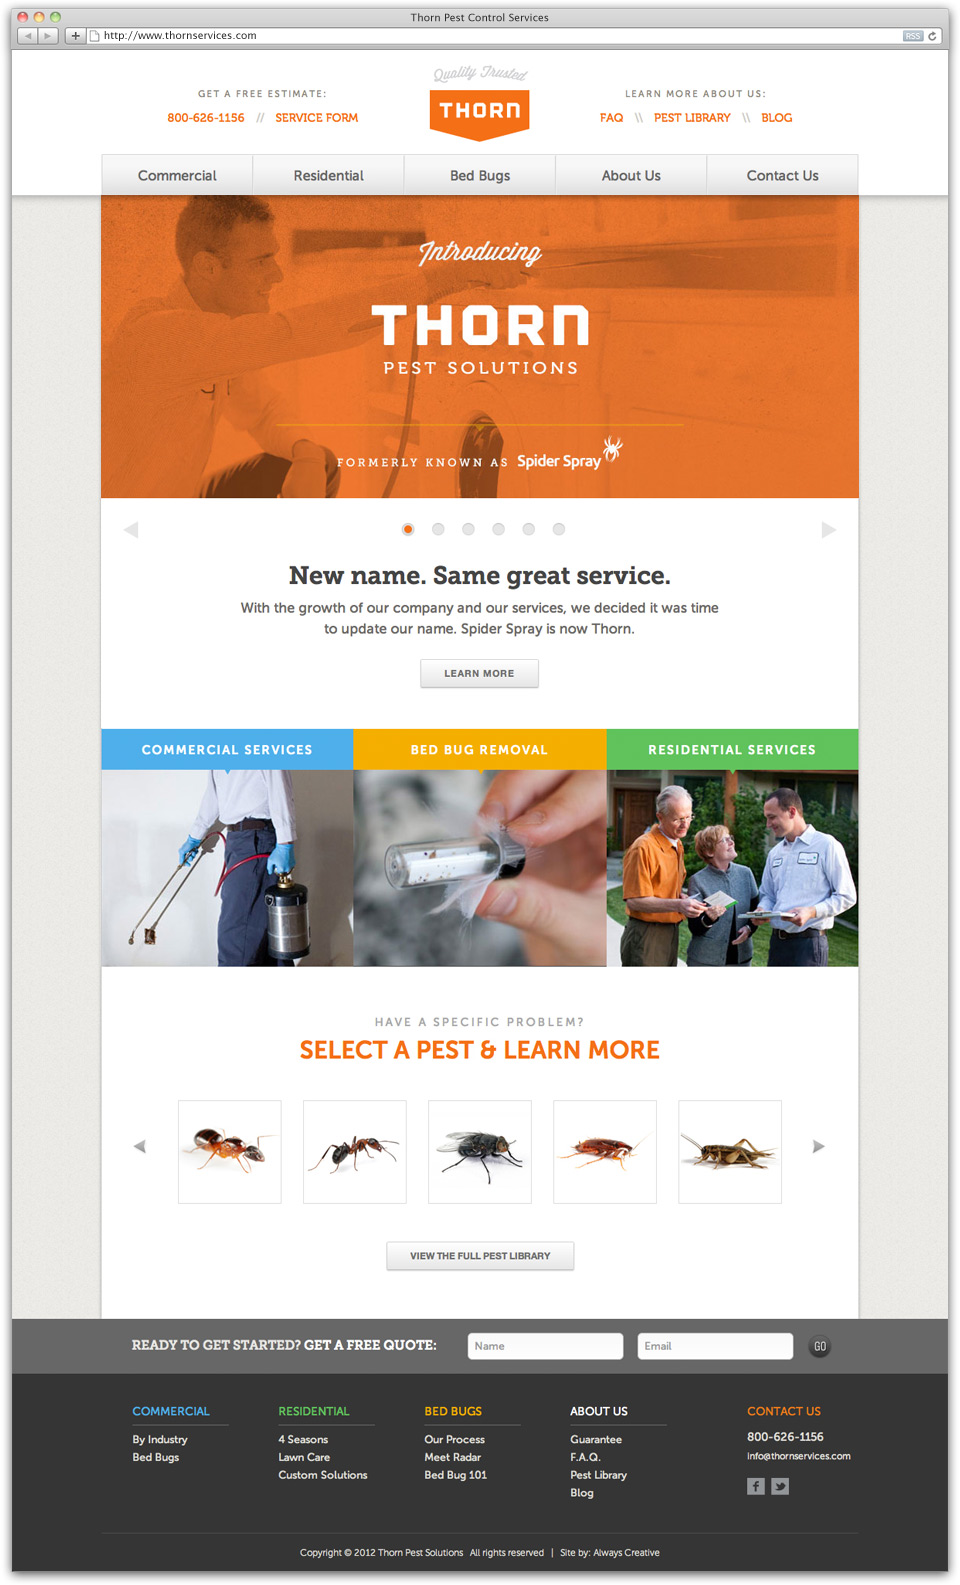 Thorn Pest Control Services
http://www.thornservices.com
RSS
Quality Trusted
THORN
GET A FREE ESTIMATE:
800-626-1156 // SERVICE FORM
LEARN MORE ABOUT US:
FAQ \\ PEST LIBRARY \\ BLOG
Commercial
Residential
Bed Bugs
About Us
Contact Us
Introducing
THORN
PEST SOLUTIONS
FORMERLY KNOWN AS Spider Spray
New name. Same great service.
With the growth of our company and our services, we decided it was time
to update our name. Spider Spray is now Thorn.
LEARN MORE
COMMERCIAL SERVICES
BED BUG REMOVAL
RESIDENTIAL SERVICES
HAVE A SPECIFIC PROBLEM?
SELECT A PEST & LEARN MORE
VIEW THE FULL PEST LIBRARY
READY TO GET STARTED? GET A FREE QUOTE:
Name
Email
GO
COMMERCIAL
By Industry
Bed Bugs
RESIDENTIAL
4 Seasons
Lawn Care
Custom Solutions
BED BUGS
Our Process
Meet Radar
Bed Bug 101
ABOUT US
Guarantee
F.A.Q.
Pest Library
Blog
CONTACT US
800-626-1156
info@thornservices.com
Copyright © 2012 Thorn Pest Solutions All rights reserved | Site by: Always Creative